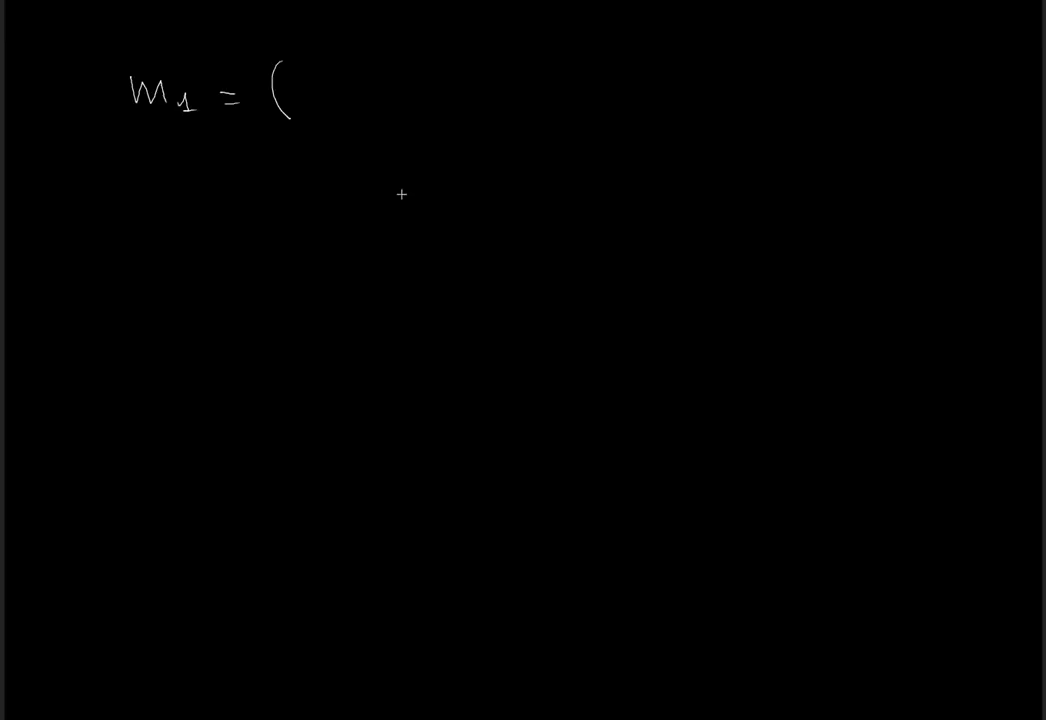 m₁ = (